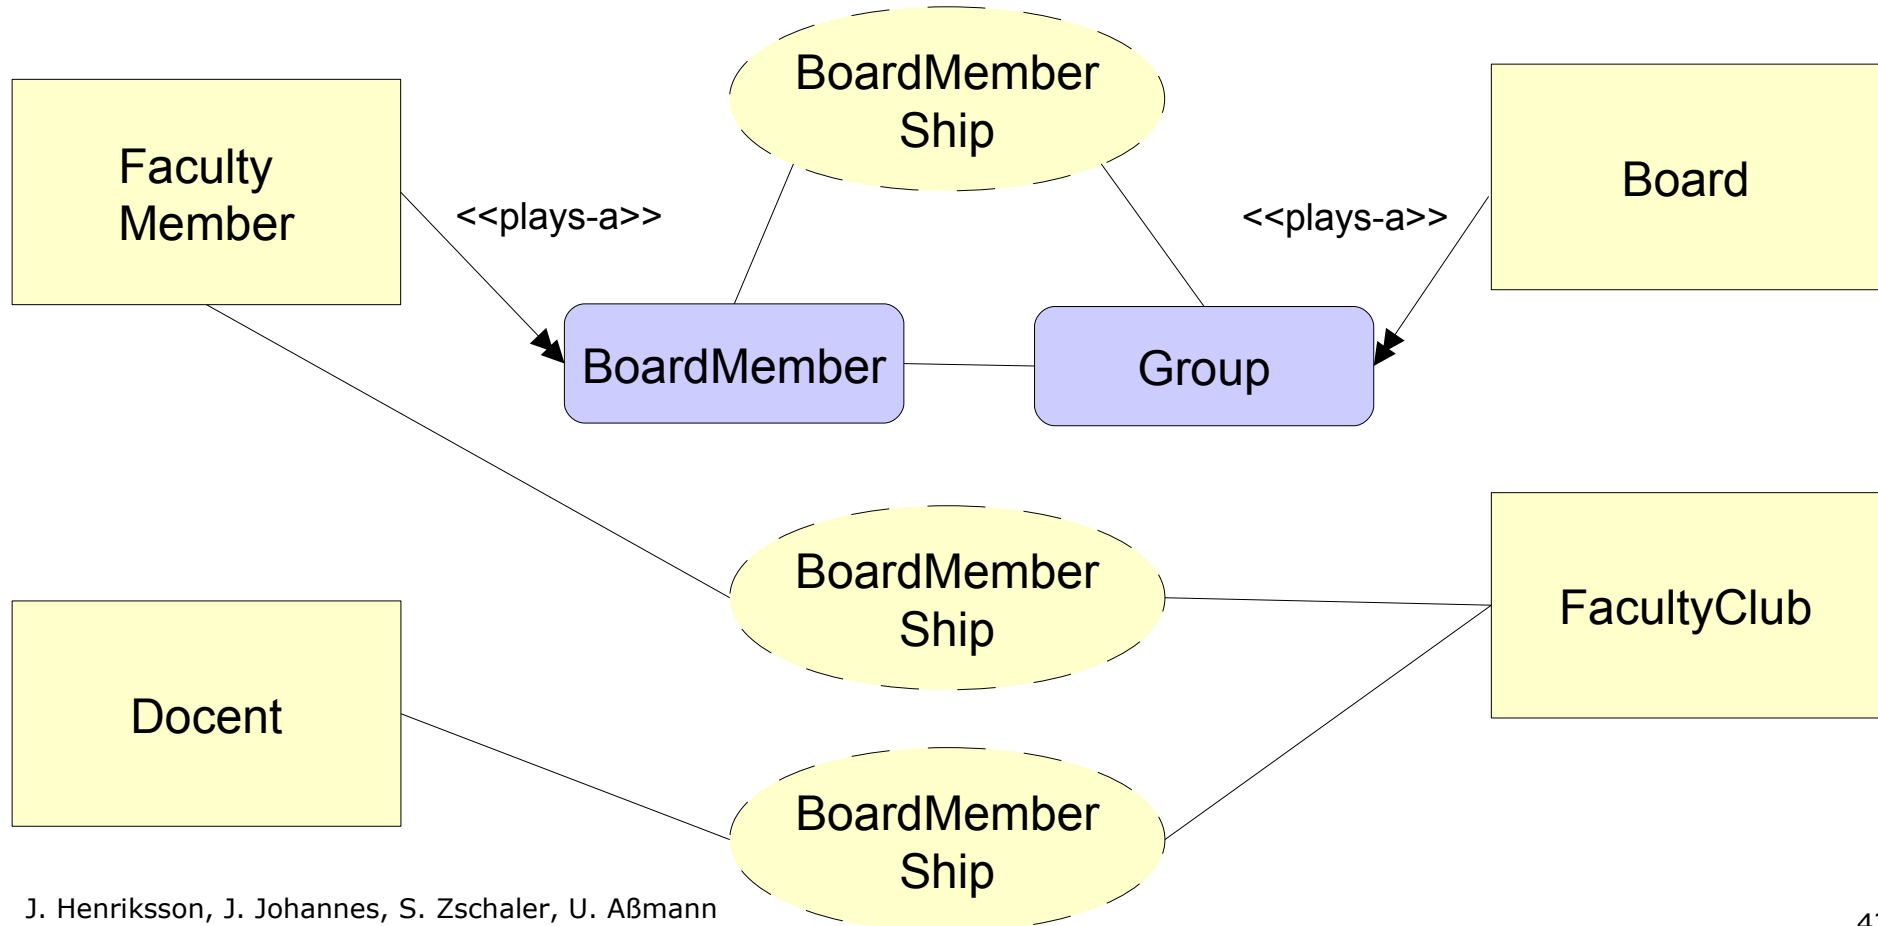 BoardMember
Ship
Faculty
Member
Board
<<plays-a>>
<<plays-a>>
BoardMember
Group
BoardMember
Ship
FacultyClub
Docent
BoardMember
Ship
J. Henriksson, J. Johannes, S. Zschaler, U. Aßmann